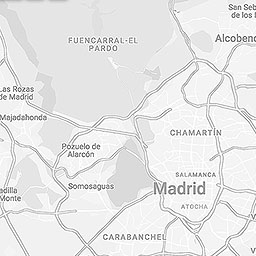 San Seb
de los
Alcobend
FUENCARRAL-EL
PARDO
Las Rozas
de Madrid
Majadahonda
CHAMARTÍN
Pozuelo de
Alarcón
SALAMANCA
Somosaguas
Madrid
adilla
Monte
ATOCHA
CARABANCHEL